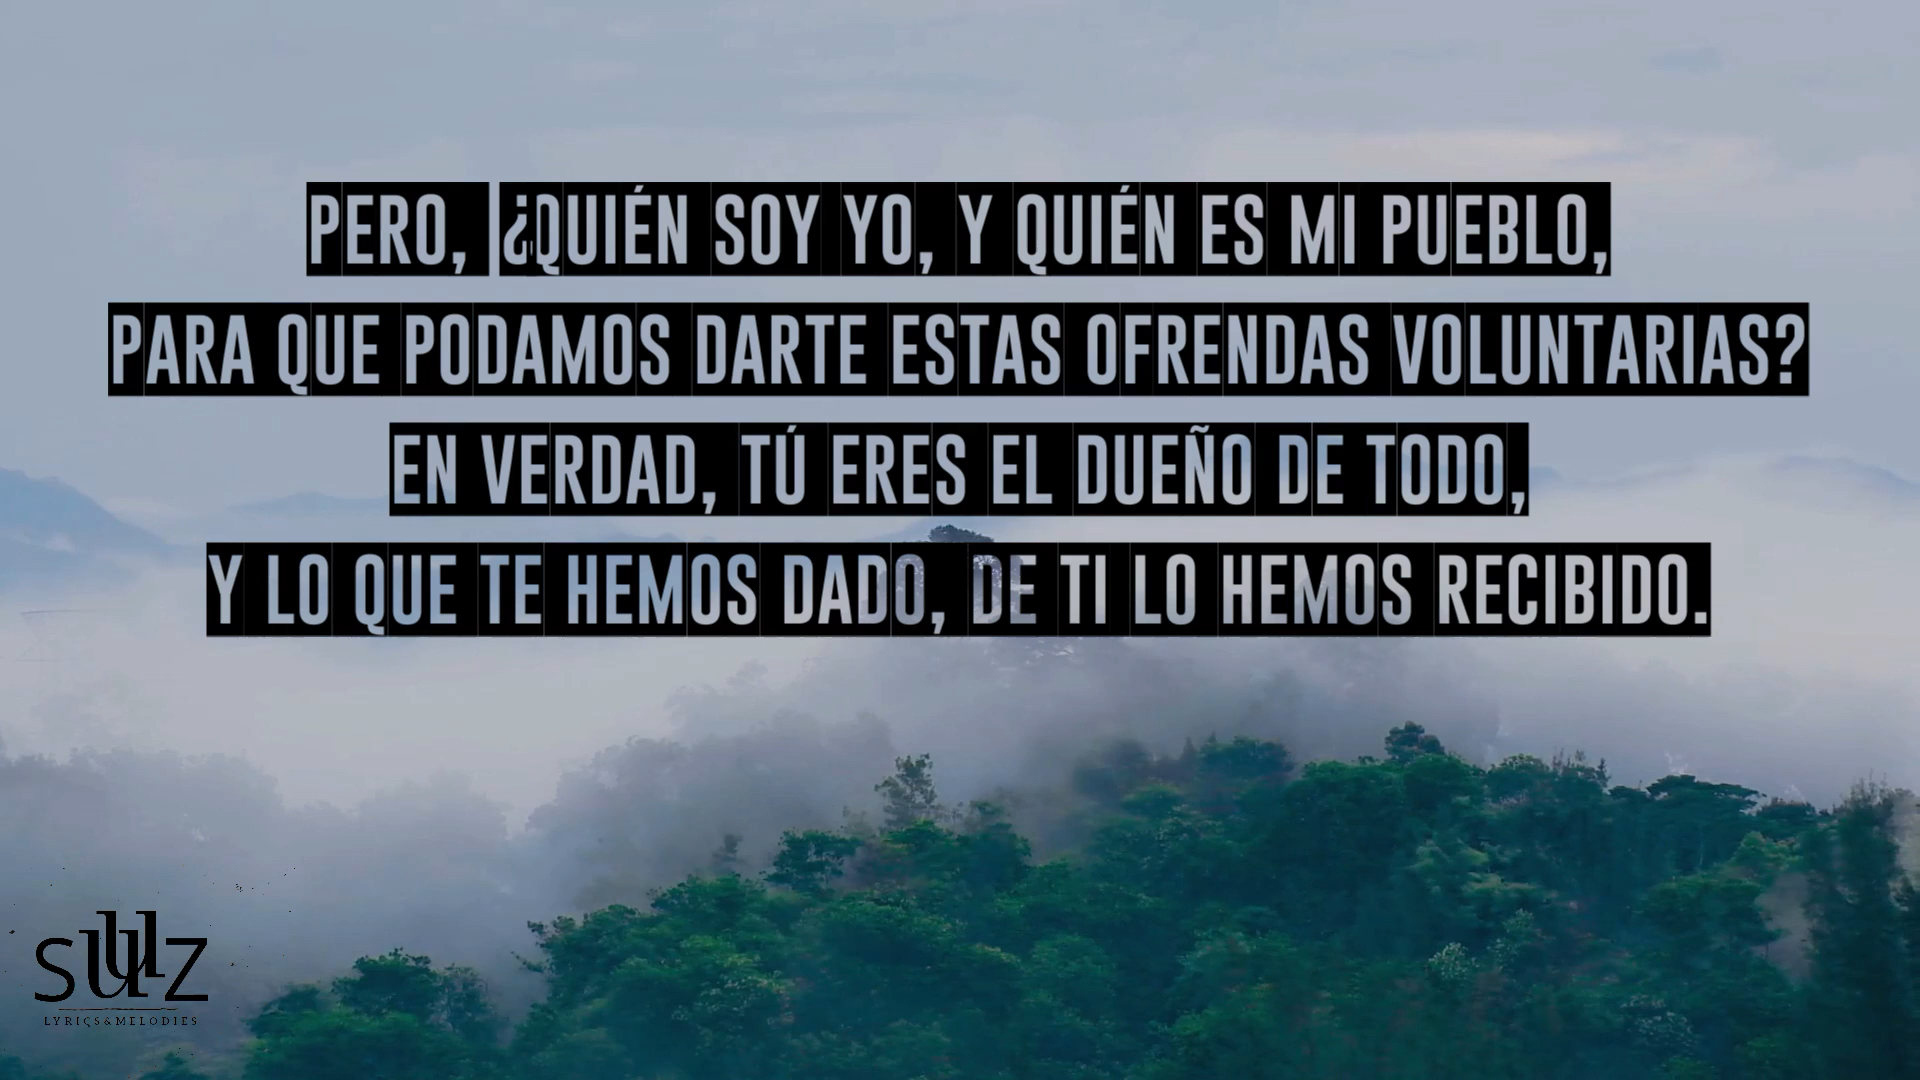 PERO, ¿QUIÉN SOY YO, Y QUIÉN ES MI PUEBLO,
PARA QUE PODAMOS DARTE ESTAS OFRENDAS VOLUNTARIAS?
EN VERDAD, TÚ ERES EL DUEÑO DE TODO,
Y LO QUE TE HEMOS DADO, DE TI LO HEMOS RECIBIDO.
SUUZ
LYRICS&MELODIES